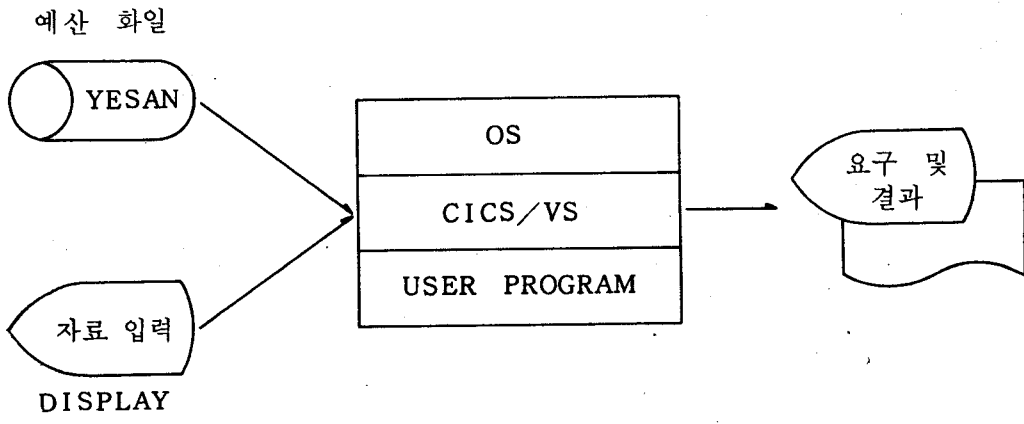 예산 화일
YESAN
OS
CICS/VS
USER PROGRAM
요구 및
결과
자료 입력
DISPLAY